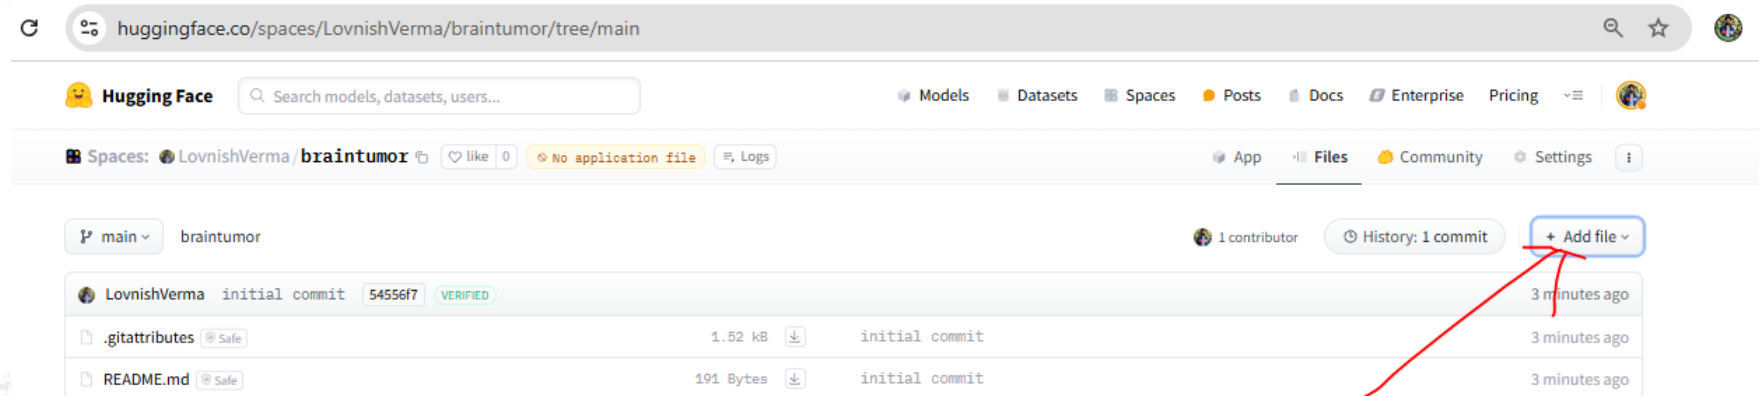 huggingface.co/spaces/LovnishVerma/braintumor/tree/main
Hugging Face Search models, datasets, users... Models Datasets Spaces Posts Docs Enterprise Pricing
Spaces: LovnishVerma/braintumor like 0 No application file Logs App Files Community Settings
main braintumor 1 contributor History: 1 commit + Add file
LovnishVerma initial commit 54556f7 VERIFIED 3 minutes ago
.gitattributes Safe 1.52 kB initial commit 3 minutes ago
README.md Safe 191 Bytes initial commit 3 minutes ago